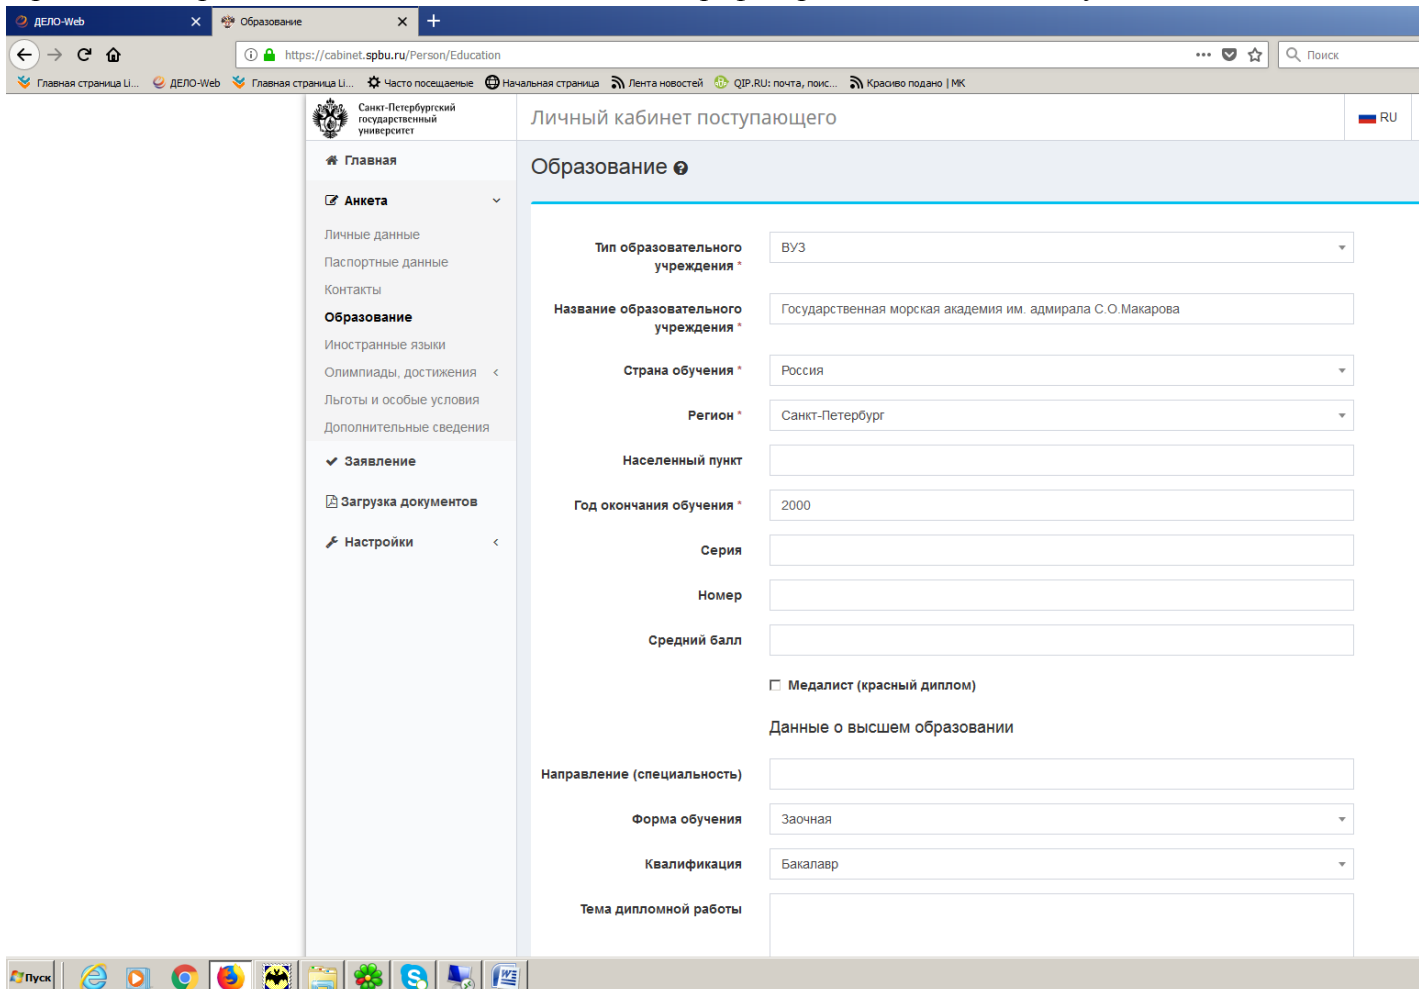 ДЕЛО-Web
Образование
https://cabinet.spbu.ru/Person/Education
Поиск
Главная страница Li...
ДЕЛО-Web
Главная страница Li...
Часто посещаемые
Начальная страница
Лента новостей
QIP.RU: почта, поис...
Красиво подано | МК
Санкт-Петербургский
государственный
университет
Личный кабинет поступающего
RU
Главная
Образование
Анкета
Личные данные
Паспортные данные
Контакты
Образование
Иностранные языки
Олимпиады, достижения
Льготы и особые условия
Дополнительные сведения
Заявление
Загрузка документов
Настройки
Тип образовательного
учреждения *
ВУЗ
Название образовательного
учреждения *
Государственная морская академия им. адмирала С.О.Макарова
Страна обучения *
Россия
Регион *
Санкт-Петербург
Населенный пункт
Год окончания обучения *
2000
Серия
Номер
Средний балл
Медалист (красный диплом)
Данные о высшем образовании
Направление (специальность)
Форма обучения
Заочная
Квалификация
Бакалавр
Тема дипломной работы
Пуск